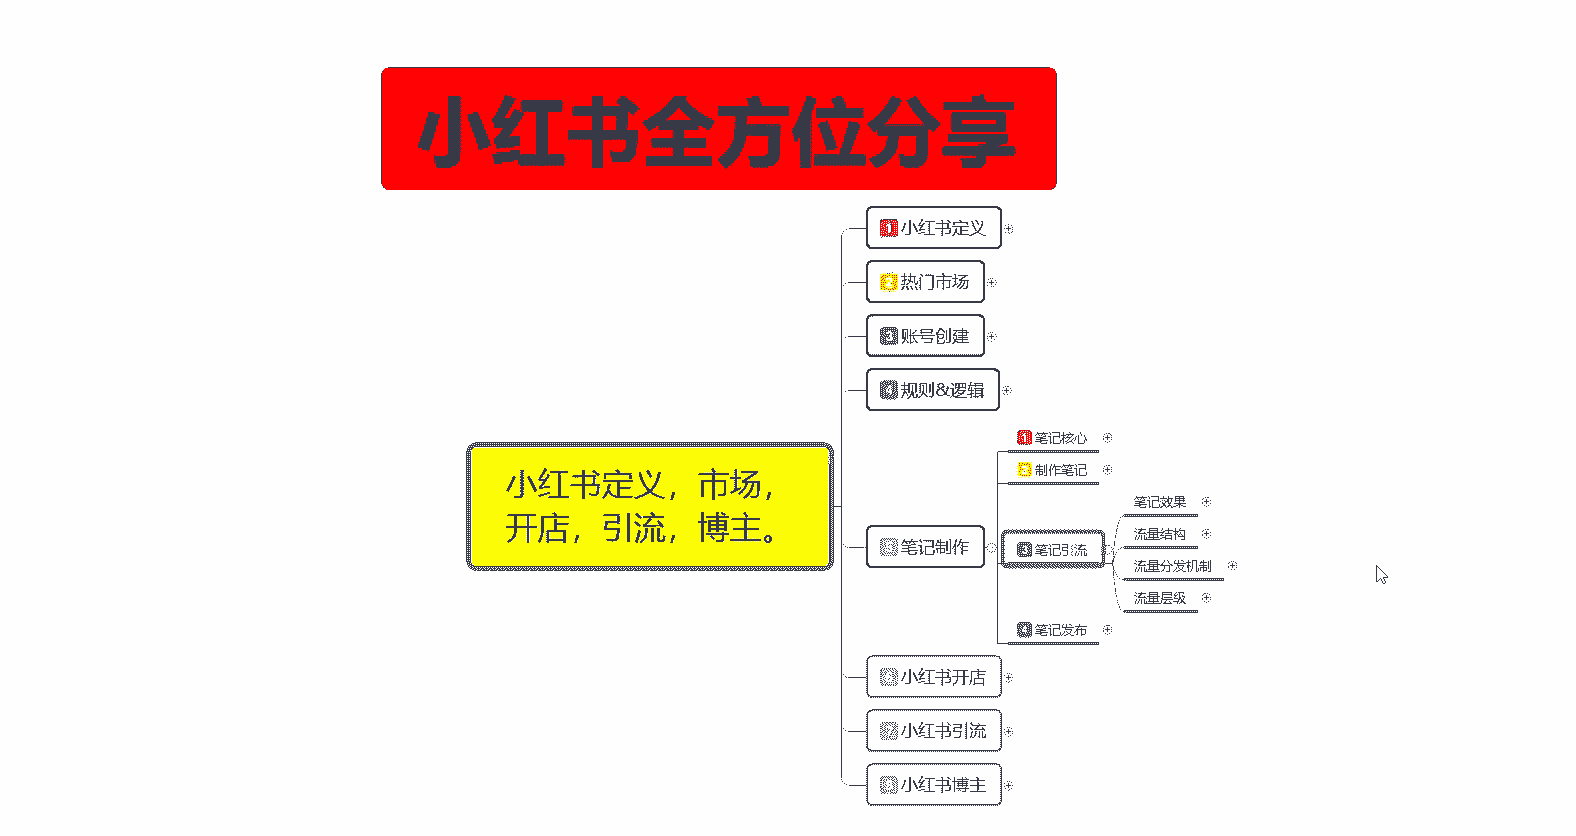 小红书全方位分享
1 小红书定义
2 热门市场
3 账号创建
4 规则&逻辑
小红书定义，市场，
开店，引流，博主。
笔记制作
1 笔记核心
制作笔记
3 笔记引流
笔记效果
流量结构
流量分发机制
流量层级
4 笔记发布
小红书开店
7 小红书引流
小红书博主